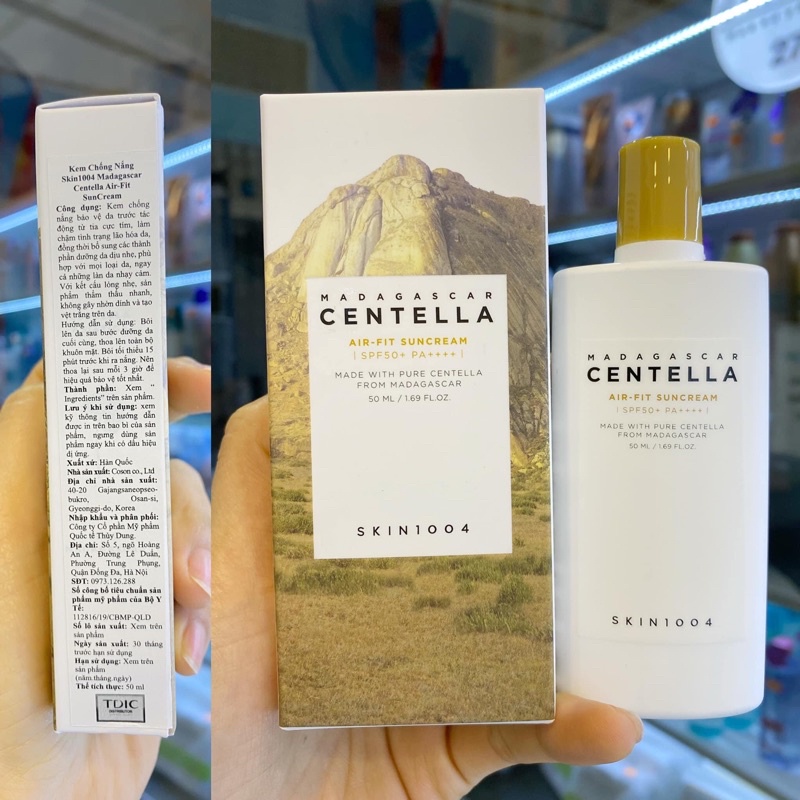 Kem Chống Nắng
Skin1004 Madagascar
Centella Air-Fit
SunCream
Công dụng: Kem chống
nắng bảo vệ da trước tác
động từ tia cực tím, làm
chậm tình trạng lão hóa da,
đồng thời bổ sung các thành
phần dưỡng da dịu nhẹ, phù
hợp với mọi loại da, ngay
cả những làn da nhạy cảm.
Với kết cấu lỏng nhẹ, sản
phẩm thẩm thấu nhanh,
không gây nhờn dính và tạo
vệt trắng trên da.
Hướng dẫn sử dụng: Bôi
lên da sau bước dưỡng da
cuối cùng, thoa lên toàn bộ
khuôn mặt. Bôi tối thiểu 15
phút trước khi ra nắng. Nên
thoa lại sau mỗi 3 giờ để
hiệu quả bảo vệ tốt nhất.
Thành phần: Xem "
Ingredients" trên sản phẩm.
Lưu ý khi sử dụng: xem
kỹ thông tin hướng dẫn
được in trên bao bì của sản
phẩm, ngưng dùng sản
phẩm ngay khi có dấu hiệu
dị ứng.
Xuất xứ: Hàn Quốc
Nhà sản xuất: Coson co., Ltd
Địa chỉ nhà sản xuất:
40-20 Gajangsaneopseo-
bukro, Osan-si,
Gyeonggi-do, Korea
Nhập khẩu và phân phối:
Công ty Cổ phần Mỹ phẩm
Quốc tế Thùy Dung.
Địa chỉ: Số 5, ngõ Hoàng
An A, Đường Lê Duẩn,
Phường Trung Phụng,
Quận Đống Đa, Hà Nội
SĐT: 0973.126.288
Số công bố tiêu chuẩn sản
phẩm mỹ phẩm của Bộ Y
Tế:
112816/19/CBMP-QLD
Số lô sản xuất: Xem trên
sản phẩm
Ngày sản xuất: 30 tháng
trước hạn sử dụng
Hạn sử dụng: Xem trên
sản phẩm
(năm.tháng.ngày)
Thể tích thực: 50 ml
TDIC
DISTRIBUTOR
MADAGASCAR
CENTELLA
AIR-FIT SUNCREAM
| SPF50+ PA++++ |
MADE WITH PURE CENTELLA
FROM MADAGASCAR
50 ML / 1.69 FL.OZ.
SKIN1004
MADAGASCAR
CENTELLA
AIR-FIT SUNCREAM
| SPF50+ PA++++ |
MADE WITH PURE CENTELLA
FROM MADAGASCAR
50 ML / 1.69 FL.OZ.
SKIN1004